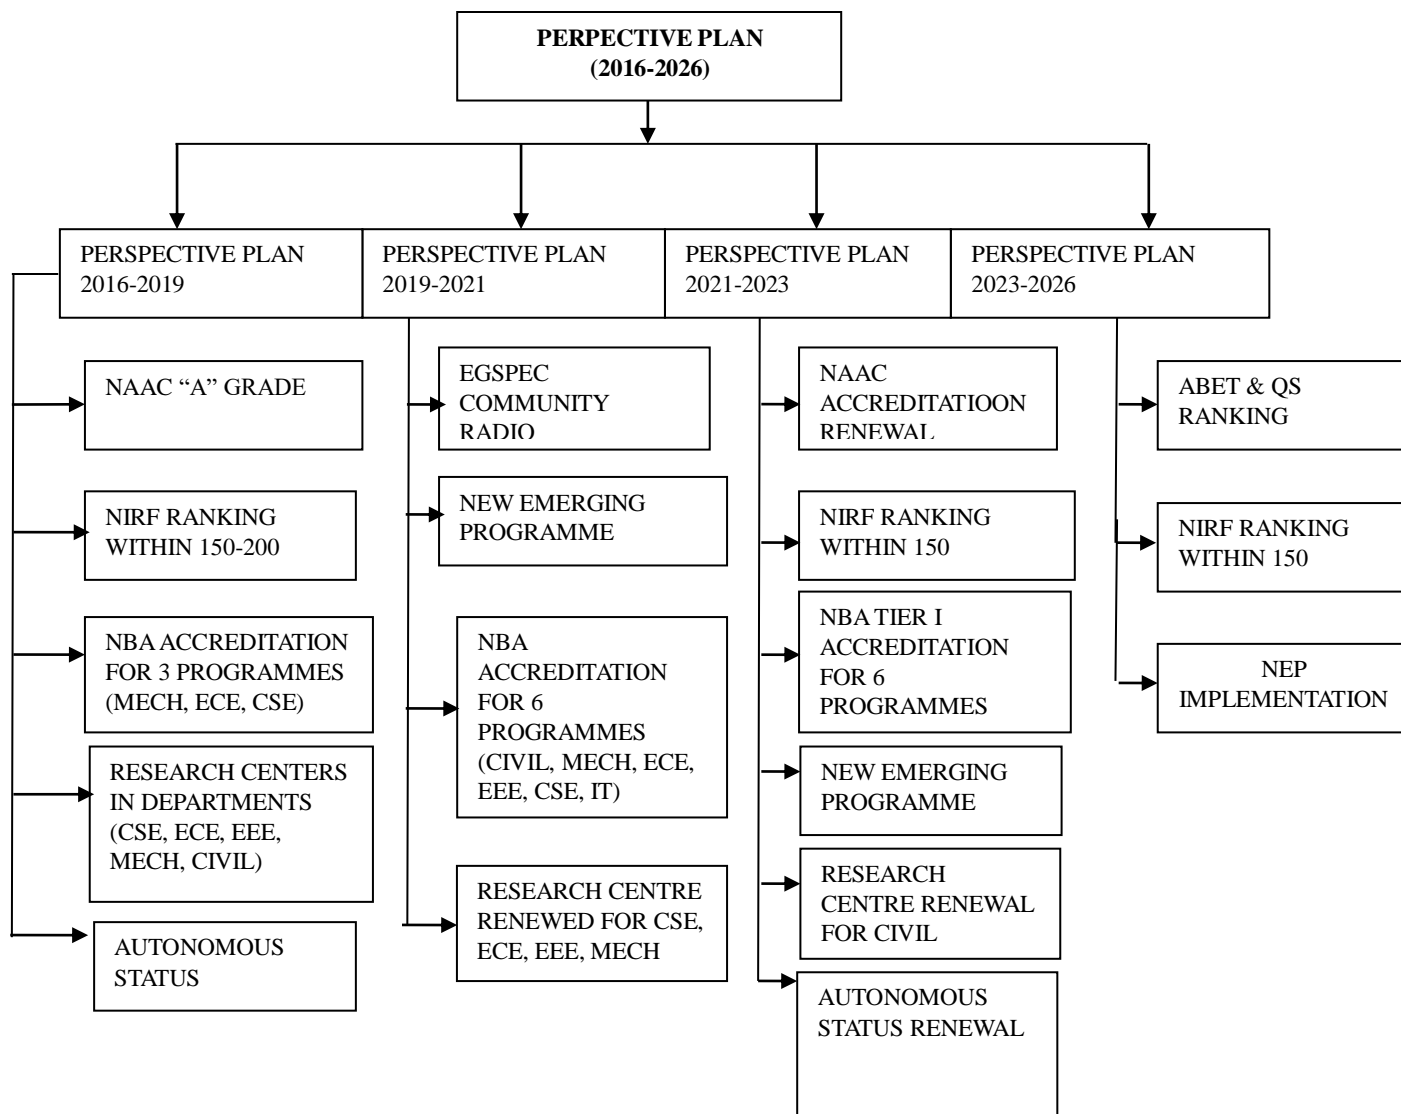 PERPECTIVE PLAN
(2016-2026)
PERSPECTIVE PLAN
2016-2019
PERSPECTIVE PLAN
2019-2021
PERSPECTIVE PLAN
2021-2023
PERSPECTIVE PLAN
2023-2026
NAAC “A” GRADE
NIRF RANKING
WITHIN 150-200
NBA ACCREDITATION
FOR 3 PROGRAMMES
(MECH, ECE, CSE)
RESEARCH CENTERS
IN DEPARTMENTS
(CSE, ECE, EEE,
MECH, CIVIL)
AUTONOMOUS
STATUS
EGSPEC
COMMUNITY
RADIO
NEW EMERGING
PROGRAMME
NBA
ACCREDITATION
FOR 6
PROGRAMMES
(CIVIL, MECH, ECE,
EEE, CSE, IT)
RESEARCH CENTRE
RENEWED FOR CSE,
ECE, EEE, MECH
NAAC
ACCREDITATIOON
RENEWAL
NIRF RANKING
WITHIN 150
NBA TIER I
ACCREDITATION
FOR 6
PROGRAMMES
NEW EMERGING
PROGRAMME
RESEARCH
CENTRE RENEWAL
FOR CIVIL
AUTONOMOUS
STATUS RENEWAL
ABET & QS
RANKING
NIRF RANKING
WITHIN 150
NEP
IMPLEMENTATION